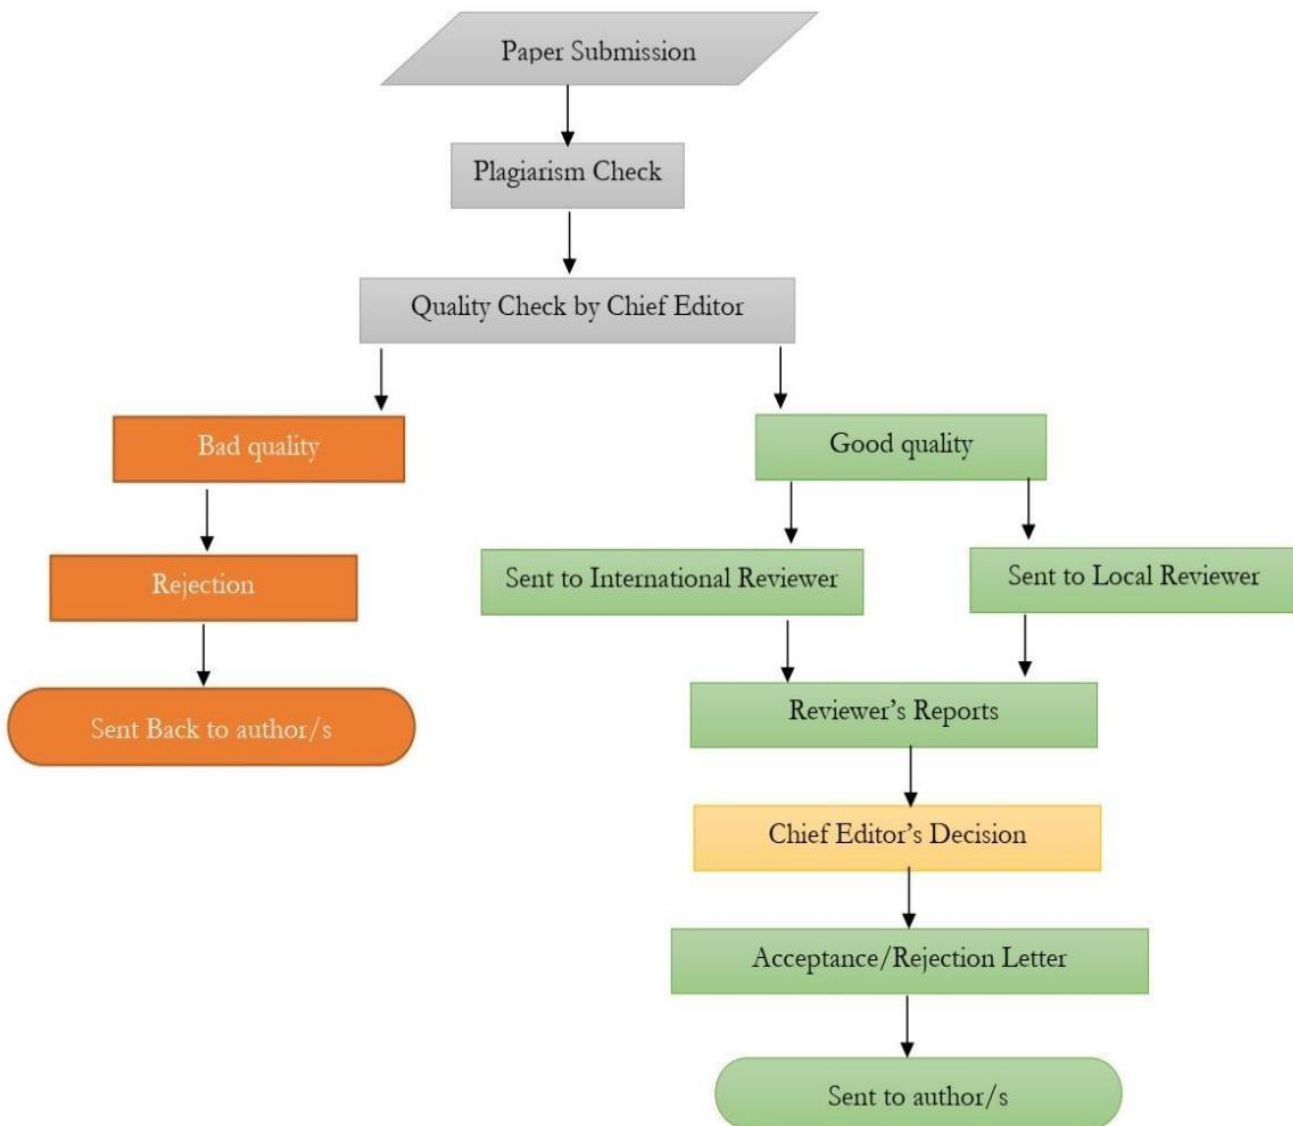 Paper Submission
Plagiarism Check
Quality Check by Chief Editor
Bad quality
Good quality
Rejection
Sent to International Reviewer
Sent to Local Reviewer
Sent Back to author/s
Reviewer’s Reports
Chief Editor’s Decision
Acceptance/Rejection Letter
Sent to author/s